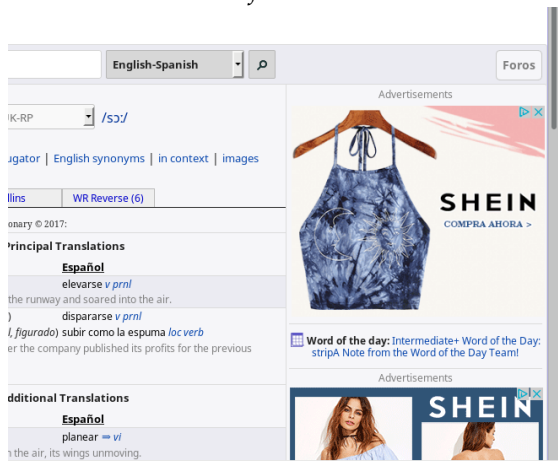 English-Spanish
Foros
Advertisements
UK-RP
/sɔː/
ugator | English synonyms | in context | images
llins
WR Reverse (6)
SHEIN
COMPRA AHORA >
ionary © 2017:
Principal Translations
Español
elevarse v prnl
the runway and soared into the air.
) dispararse v prnl
l, figurado) subir como la espuma loc verb
er the company published its profits for the previous
Word of the day: Intermediate+ Word of the Day:
stripA Note from the Word of the Day Team!
Advertisements
dditional Translations
Español
SHEIN
planear ⇒ vi
n the air, its wings unmoving.